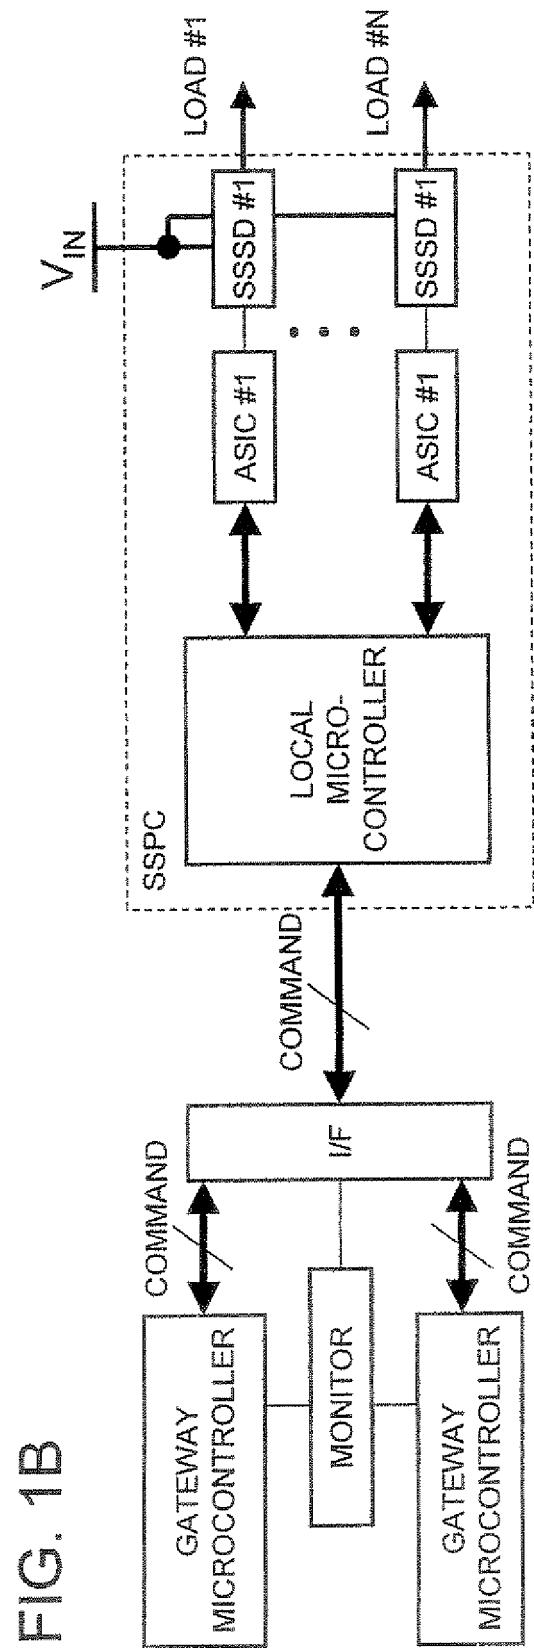 FIG. 1B
GATEWAY
MICROCONTROLLER
COMMAND
MONITOR
GATEWAY
MICROCONTROLLER
COMMAND
I/F
COMMAND
SSPC
LOCAL
MICRO-
CONTROLLER
ASIC #1
SSSD #1
LOAD #1
VIN
ASIC #1
SSSD #1
LOAD #N